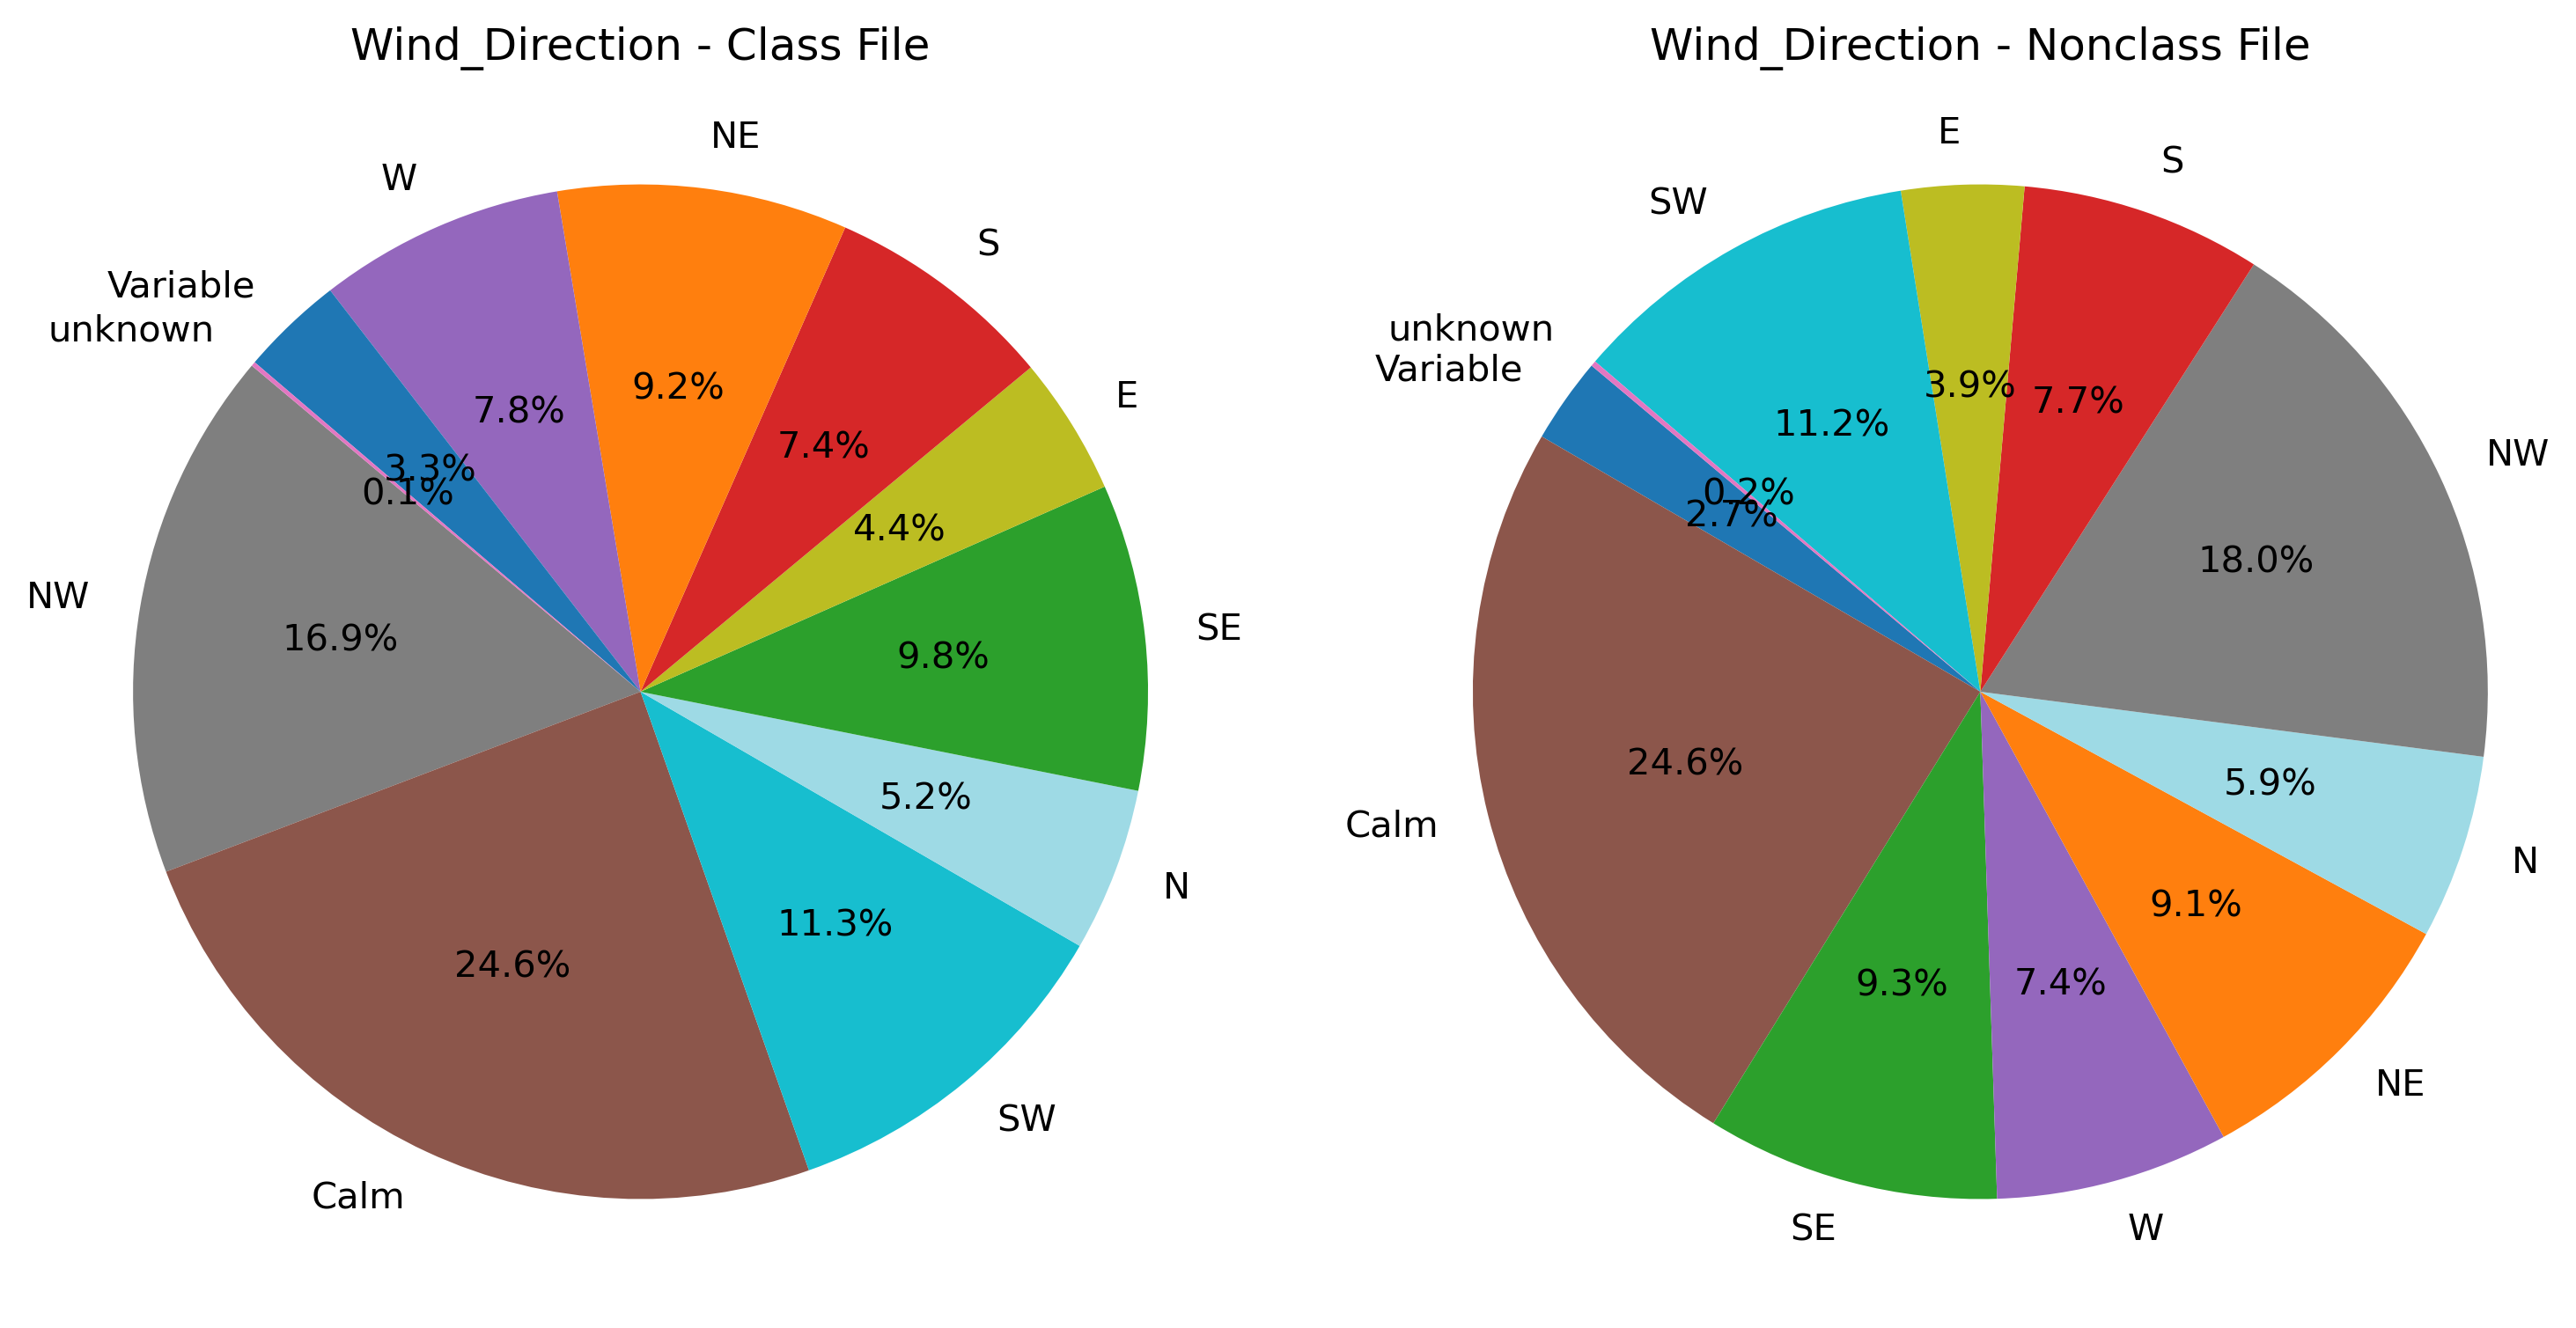 Wind_Direction - Class File
NE
W
S
Variable
unknown
E
9.2%
7.8%
7.4%
3.3%
0.1%
4.4%
NW
SE
16.9%
9.8%
5.2%
N
11.3%
24.6%
SW
Calm
Wind_Direction - Nonclass File
E
S
SW
unknown
Variable
3.9%
7.7%
11.2%
NW
0.2%
2.7%
18.0%
24.6%
5.9%
Calm
N
9.1%
9.3%
7.4%
NE
SE
W